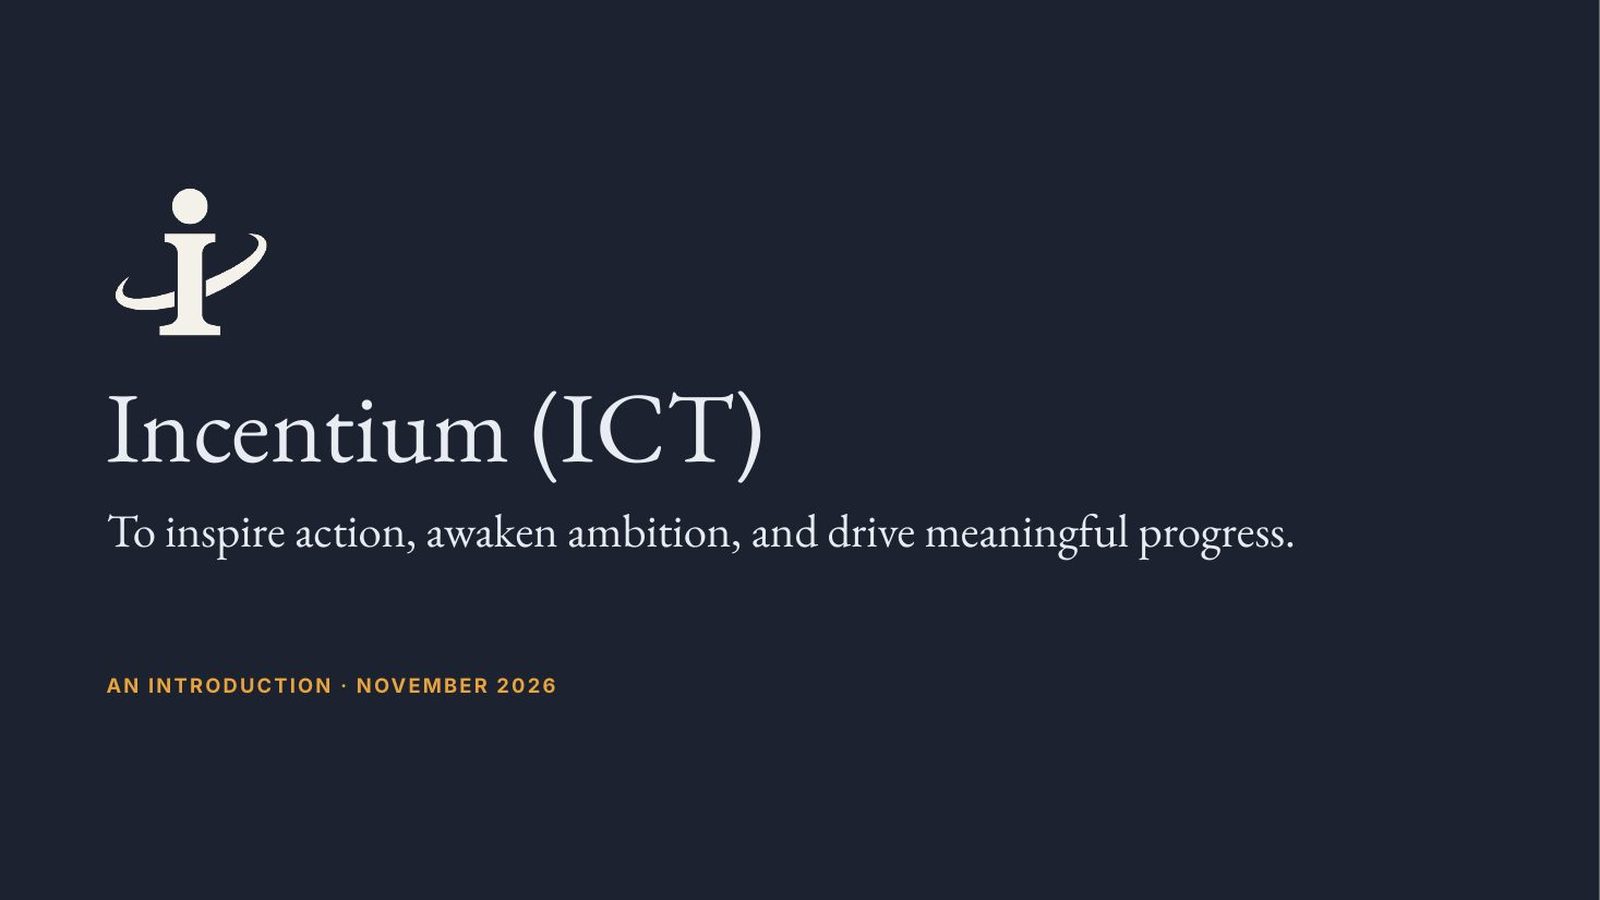 Incentium (ICT)
To inspire action, awaken ambition, and drive meaningful progress.
AN INTRODUCTION · NOVEMBER 2026